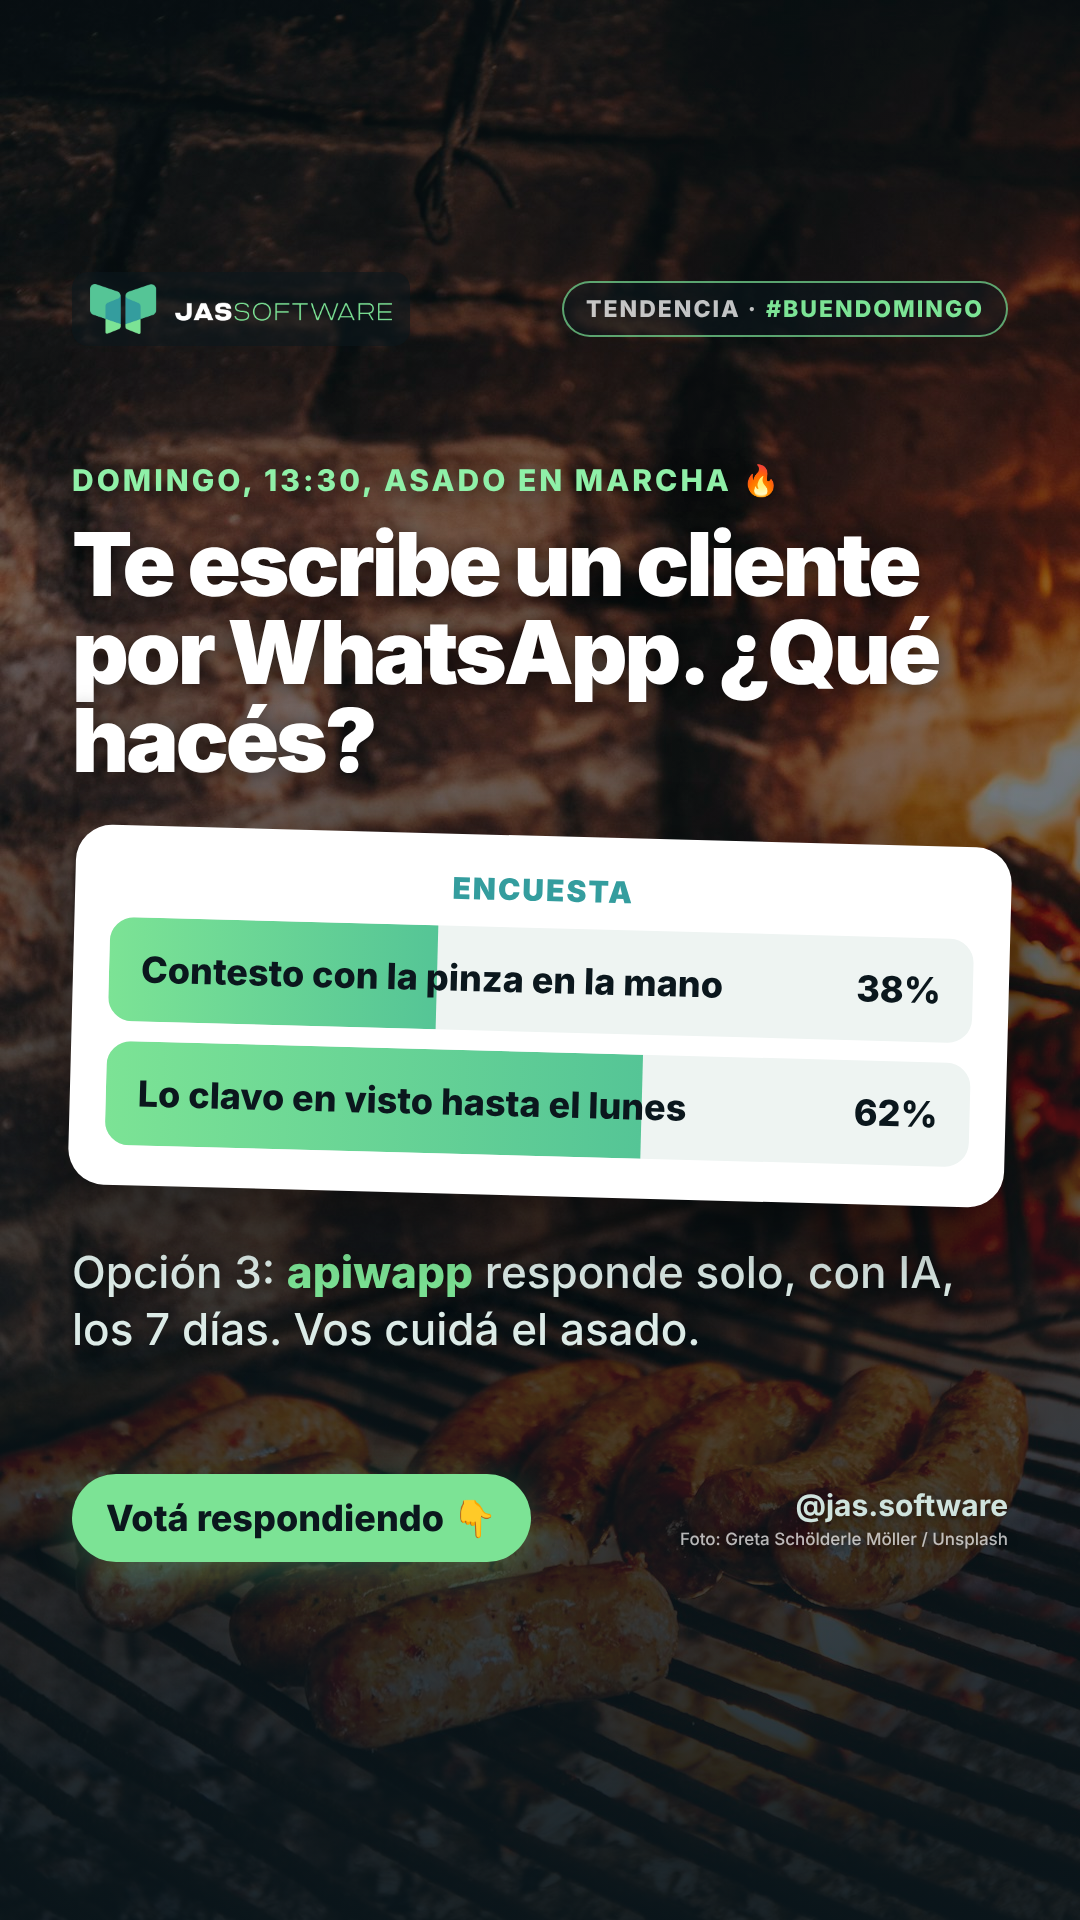 JASSOFTWARE
TENDENCIA · #BUENDOMINGO
DOMINGO, 13:30, ASADO EN MARCHA 🔥
Te escribe un cliente
por WhatsApp. ¿Qué
hacés?
ENCUESTA
Contesto con la pinza en la mano 38%
Lo clavo en visto hasta el lunes 62%
Opción 3: apiwapp responde solo, con IA,
los 7 días. Vos cuidá el asado.
Votá respondiendo 👇
@jas.software
Foto: Greta Schölderle Möller / Unsplash